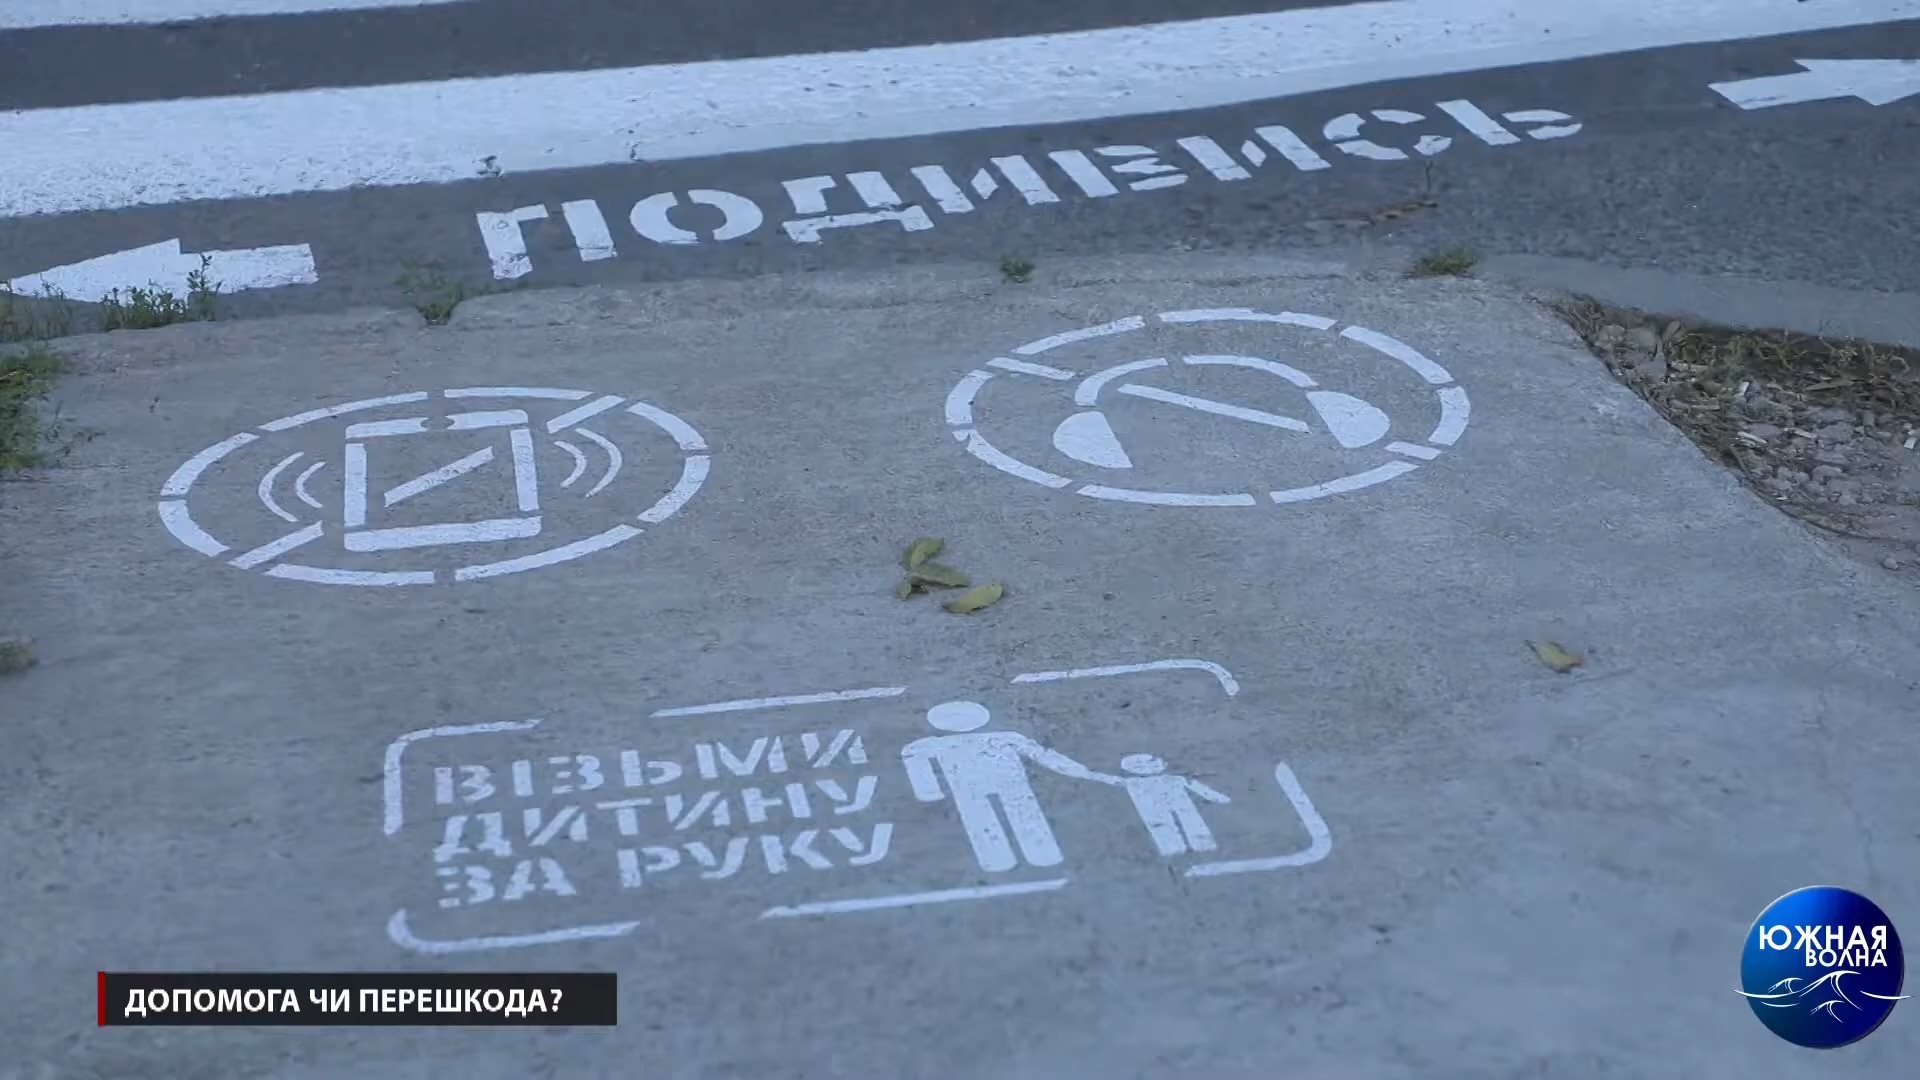 ПОДИВИСЬ
ВІЗЬМИ
ДИТИНУ
ЗА РУКУ
ДОПОМОГА ЧИ ПЕРЕШКОДА?
ЮЖНАЯ
ВОЛНА